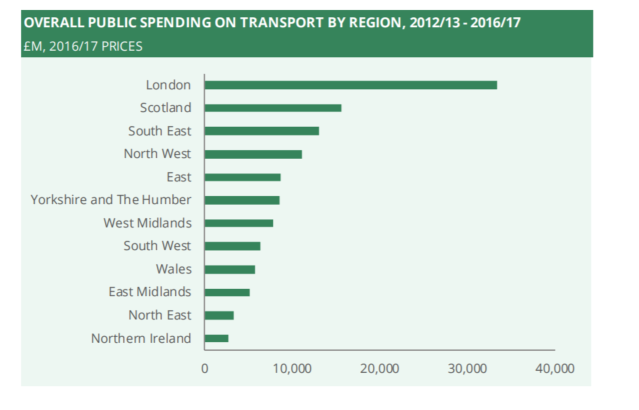 OVERALL PUBLIC SPENDING ON TRANSPORT BY REGION, 2012/13 - 2016/17
£M, 2016/17 PRICES
London
Scotland
South East
North West
East
Yorkshire and The Humber
West Midlands
South West
Wales
East Midlands
North East
Northern Ireland
0 10,000 20,000 30,000 40,000